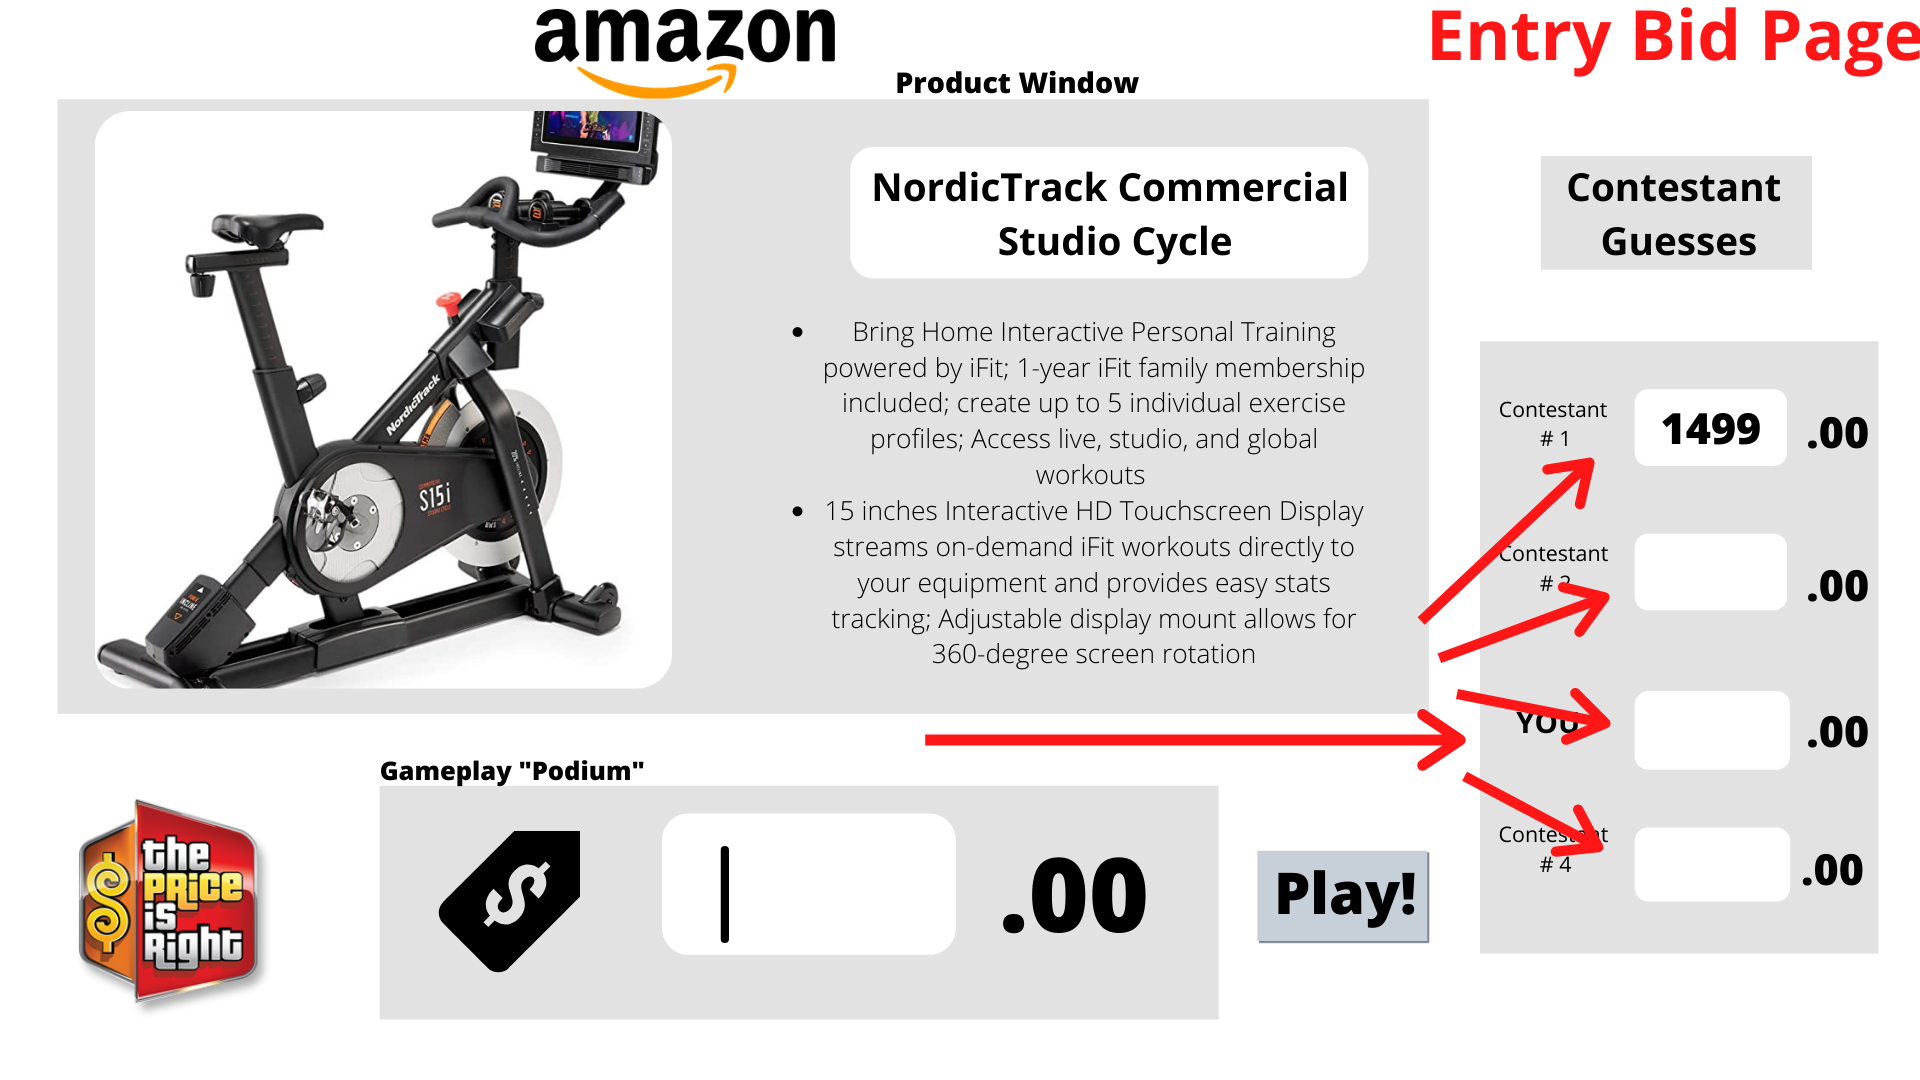 amazon
Entry Bid Page
Product Window
NordicTrack Commercial
Studio Cycle
• Bring Home Interactive Personal Training
powered by iFit; 1-year iFit family membership
included; create up to 5 individual exercise
profiles; Access live, studio, and global
workouts
• 15 inches Interactive HD Touchscreen Display
streams on-demand iFit workouts directly to
your equipment and provides easy stats
tracking; Adjustable display mount allows for
360-degree screen rotation
NordicTrack
COMMERCIAL
S15i
STUDIO CYCLE
INCLINE
Contestant
Guesses
Contestant
# 1
1499 .00
Contestant
# 2
.00
YOU
.00
Contestant
# 4
.00
Gameplay "Podium"
$
.00
Play!
$
the
PRICE
is
Right